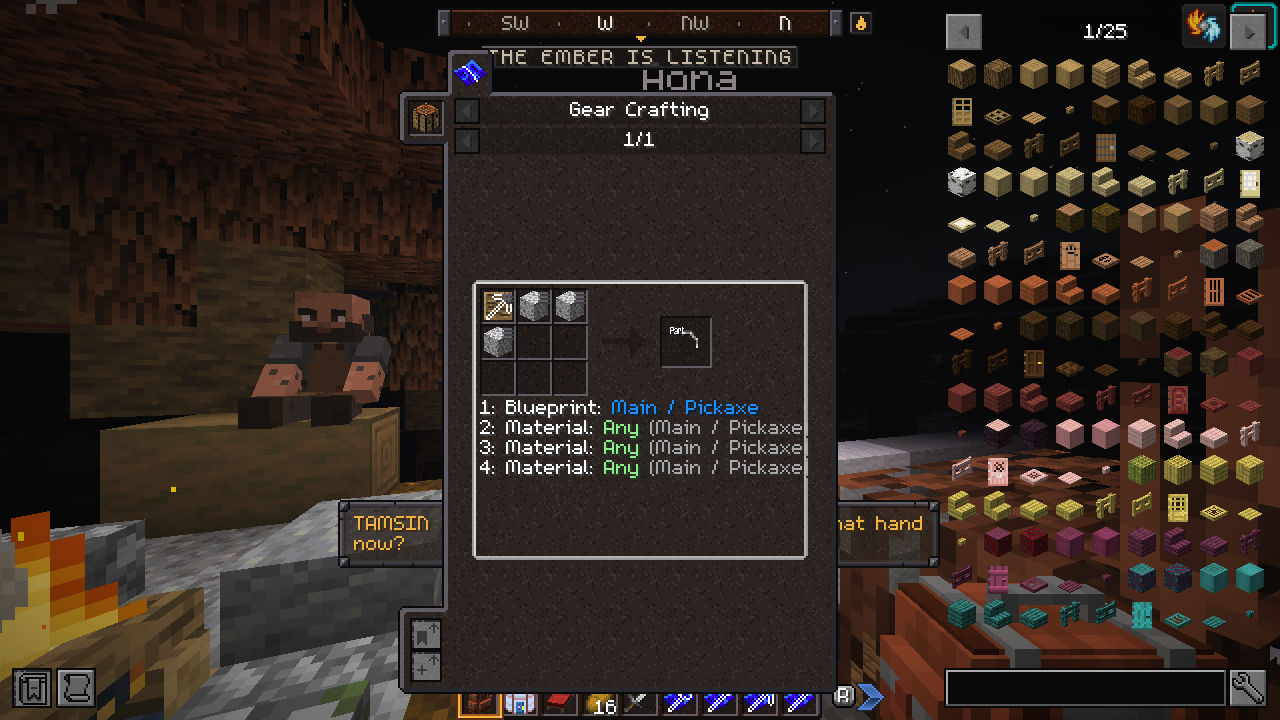 SW W NW N
THE EMBER IS LISTENING
Hona
1/25
Gear Crafting
1/1
Part
1: Blueprint: Main / Pickaxe
2: Material: Any (Main / Pickaxe
3: Material: Any (Main / Pickaxe
4: Material: Any (Main / Pickaxe
TAMSIN hat hand
now?
16
R